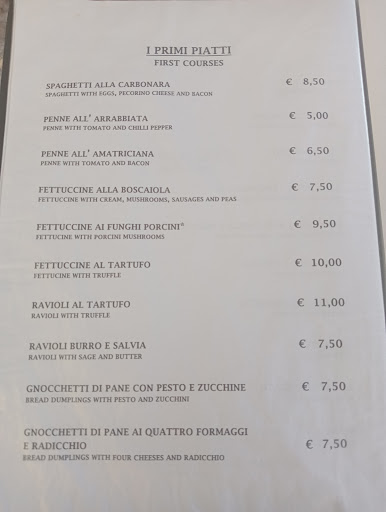 I PRIMI PIATTI
FIRST COURSES
SPAGHETTI ALLA CARBONARA € 8,50
SPAGHETTI WITH EGGS, PECORINO CHEESE AND BACON
PENNE ALL' ARRABBIATA € 5,00
PENNE WITH TOMATO AND CHILLI PEPPER
PENNE ALL' AMATRICIANA € 6,50
PENNE WITH TOMATO AND BACON
FETTUCCINE ALLA BOSCAIOLA € 7,50
FETTUCCINE WITH CREAM, MUSHROOMS, SAUSAGES AND PEAS
FETTUCCINE AI FUNGHI PORCINI* € 9,50
FETTUCINE WITH PORCINI MUSHROOMS
FETTUCCINE AL TARTUFO € 10,00
FETTUCINE WITH TRUFFLE
RAVIOLI AL TARTUFO € 11,00
RAVIOLI WITH TRUFFLE
RAVIOLI BURRO E SALVIA € 7,50
RAVIOLI WITH SAGE AND BUTTER
GNOCCHETTI DI PANE CON PESTO E ZUCCHINE € 7,50
BREAD DUMPLINGS WITH PESTO AND ZUCCHINI
GNOCCHETTI DI PANE AI QUATTRO FORMAGGI
E RADICCHIO € 7,50
BREAD DUMPLINGS WITH FOUR CHEESES AND RADICCHIO